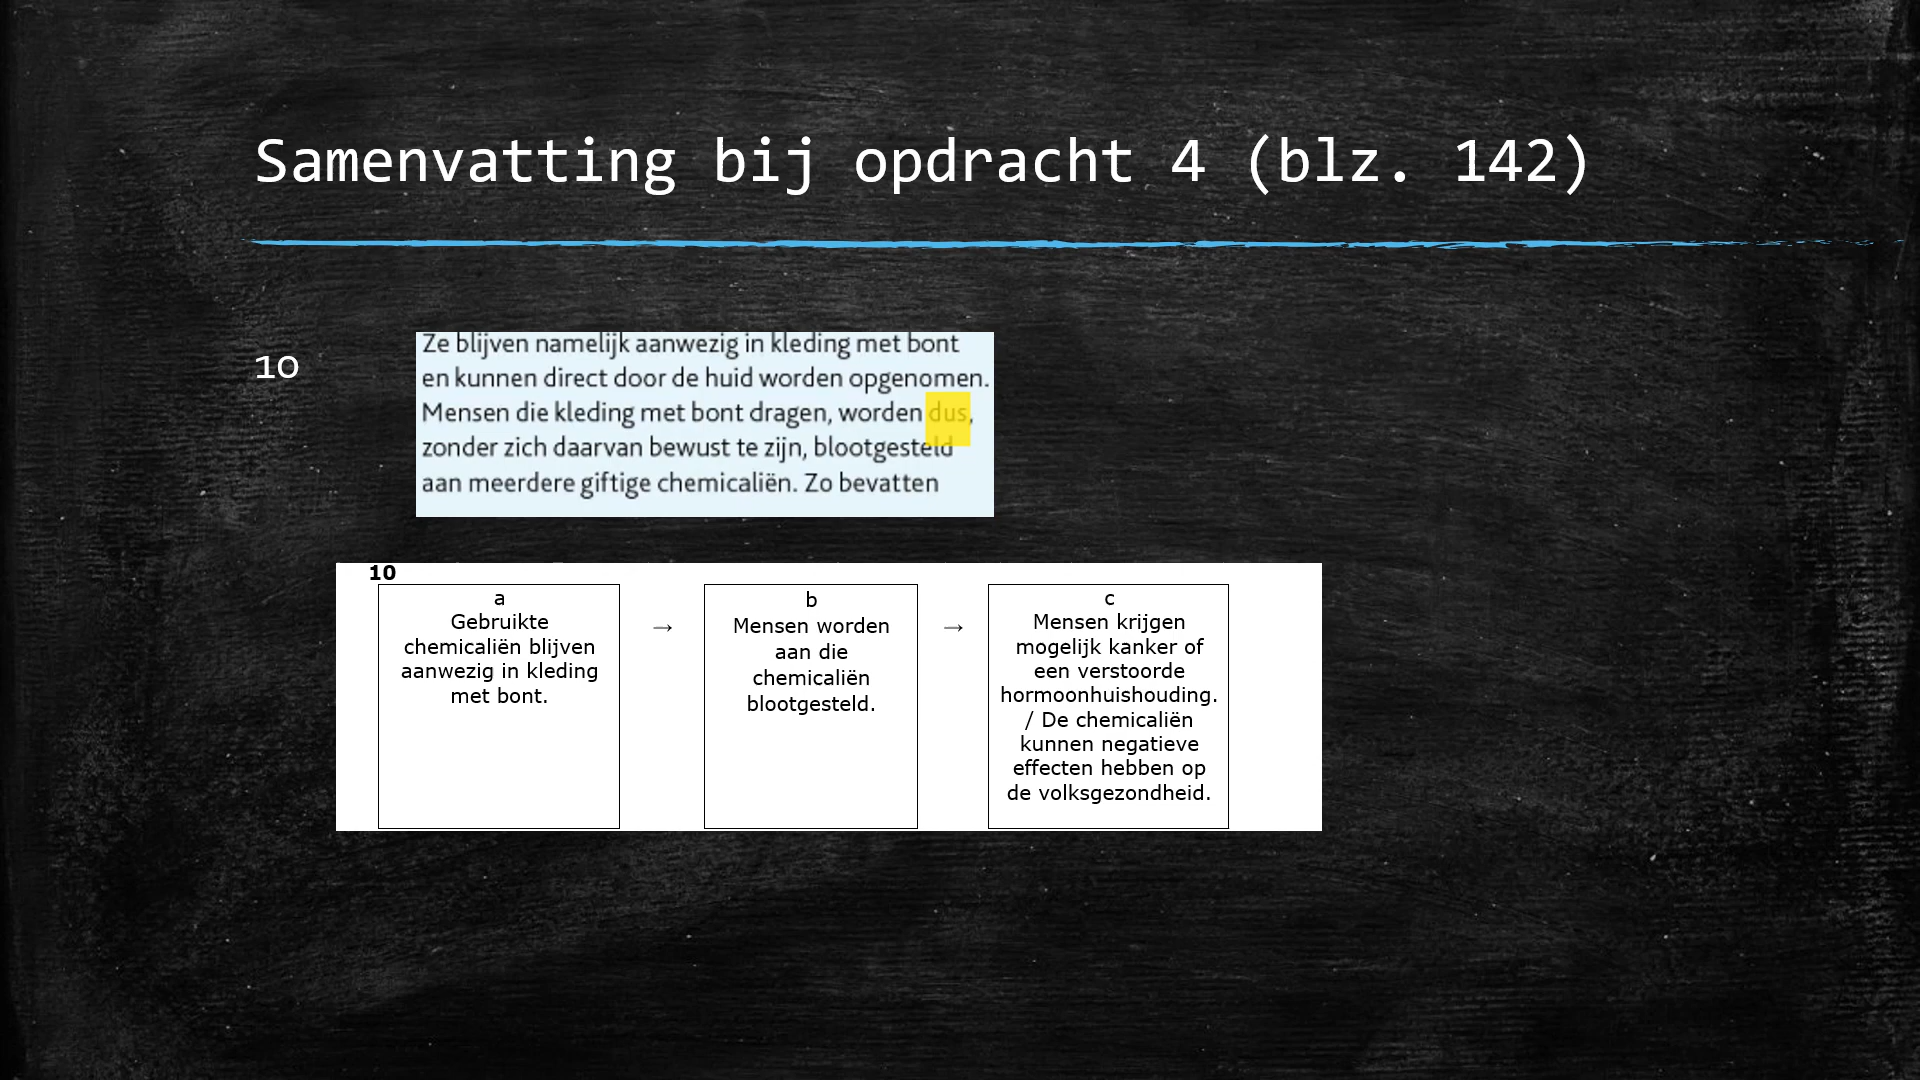 Samenvatting bij opdracht 4 (blz. 142)
10
Ze blijven namelijk aanwezig in kleding met bont
en kunnen direct door de huid worden opgenomen.
Mensen die kleding met bont dragen, worden dus,
zonder zich daarvan bewust te zijn, blootgesteld
aan meerdere giftige chemicaliën. Zo bevatten
10
a
Gebruikte
chemicaliën blijven
aanwezig in kleding
met bont.
→
b
Mensen worden
aan die
chemicaliën
blootgesteld.
→
c
Mensen krijgen
mogelijk kanker of
een verstoorde
hormoonhuishouding.
/ De chemicaliën
kunnen negatieve
effecten hebben op
de volksgezondheid.